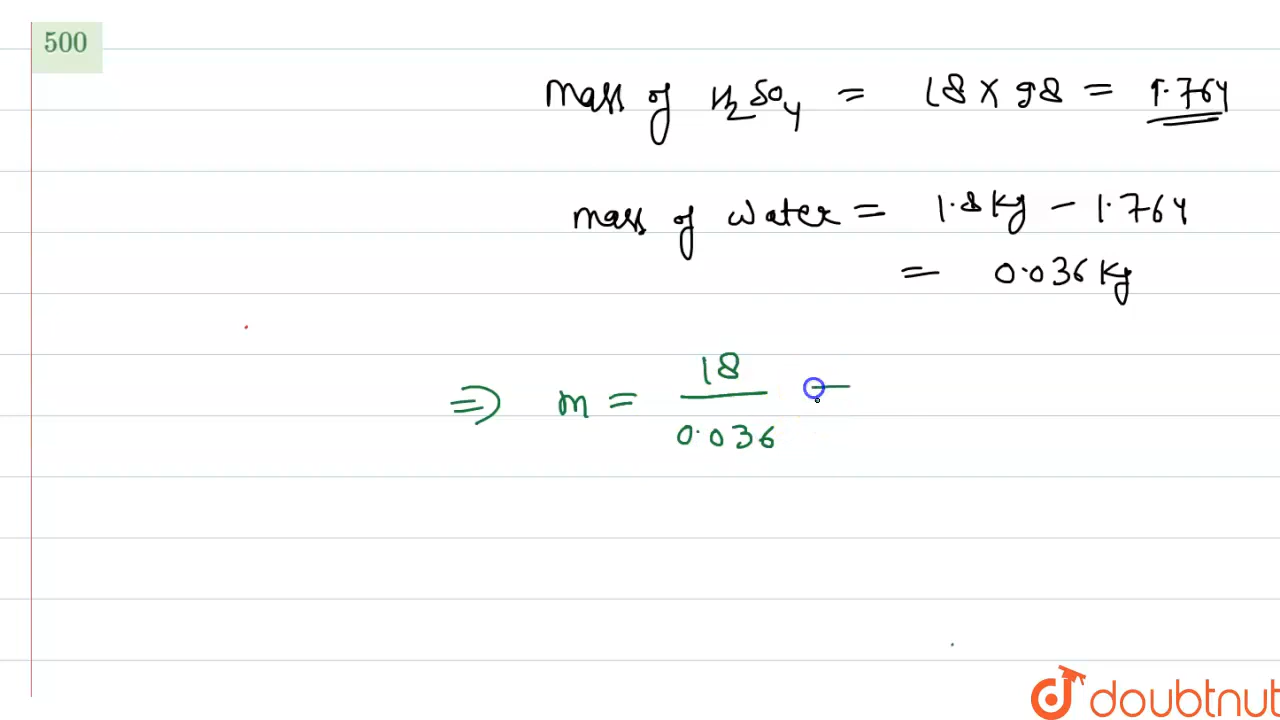 500
Mass of H2SO4 = 18 × 98 = 1.764
mass of water = 1.8 Kg - 1.764
= 0.036 Kg
⇒ m = 18/0.036 =
doubtnut